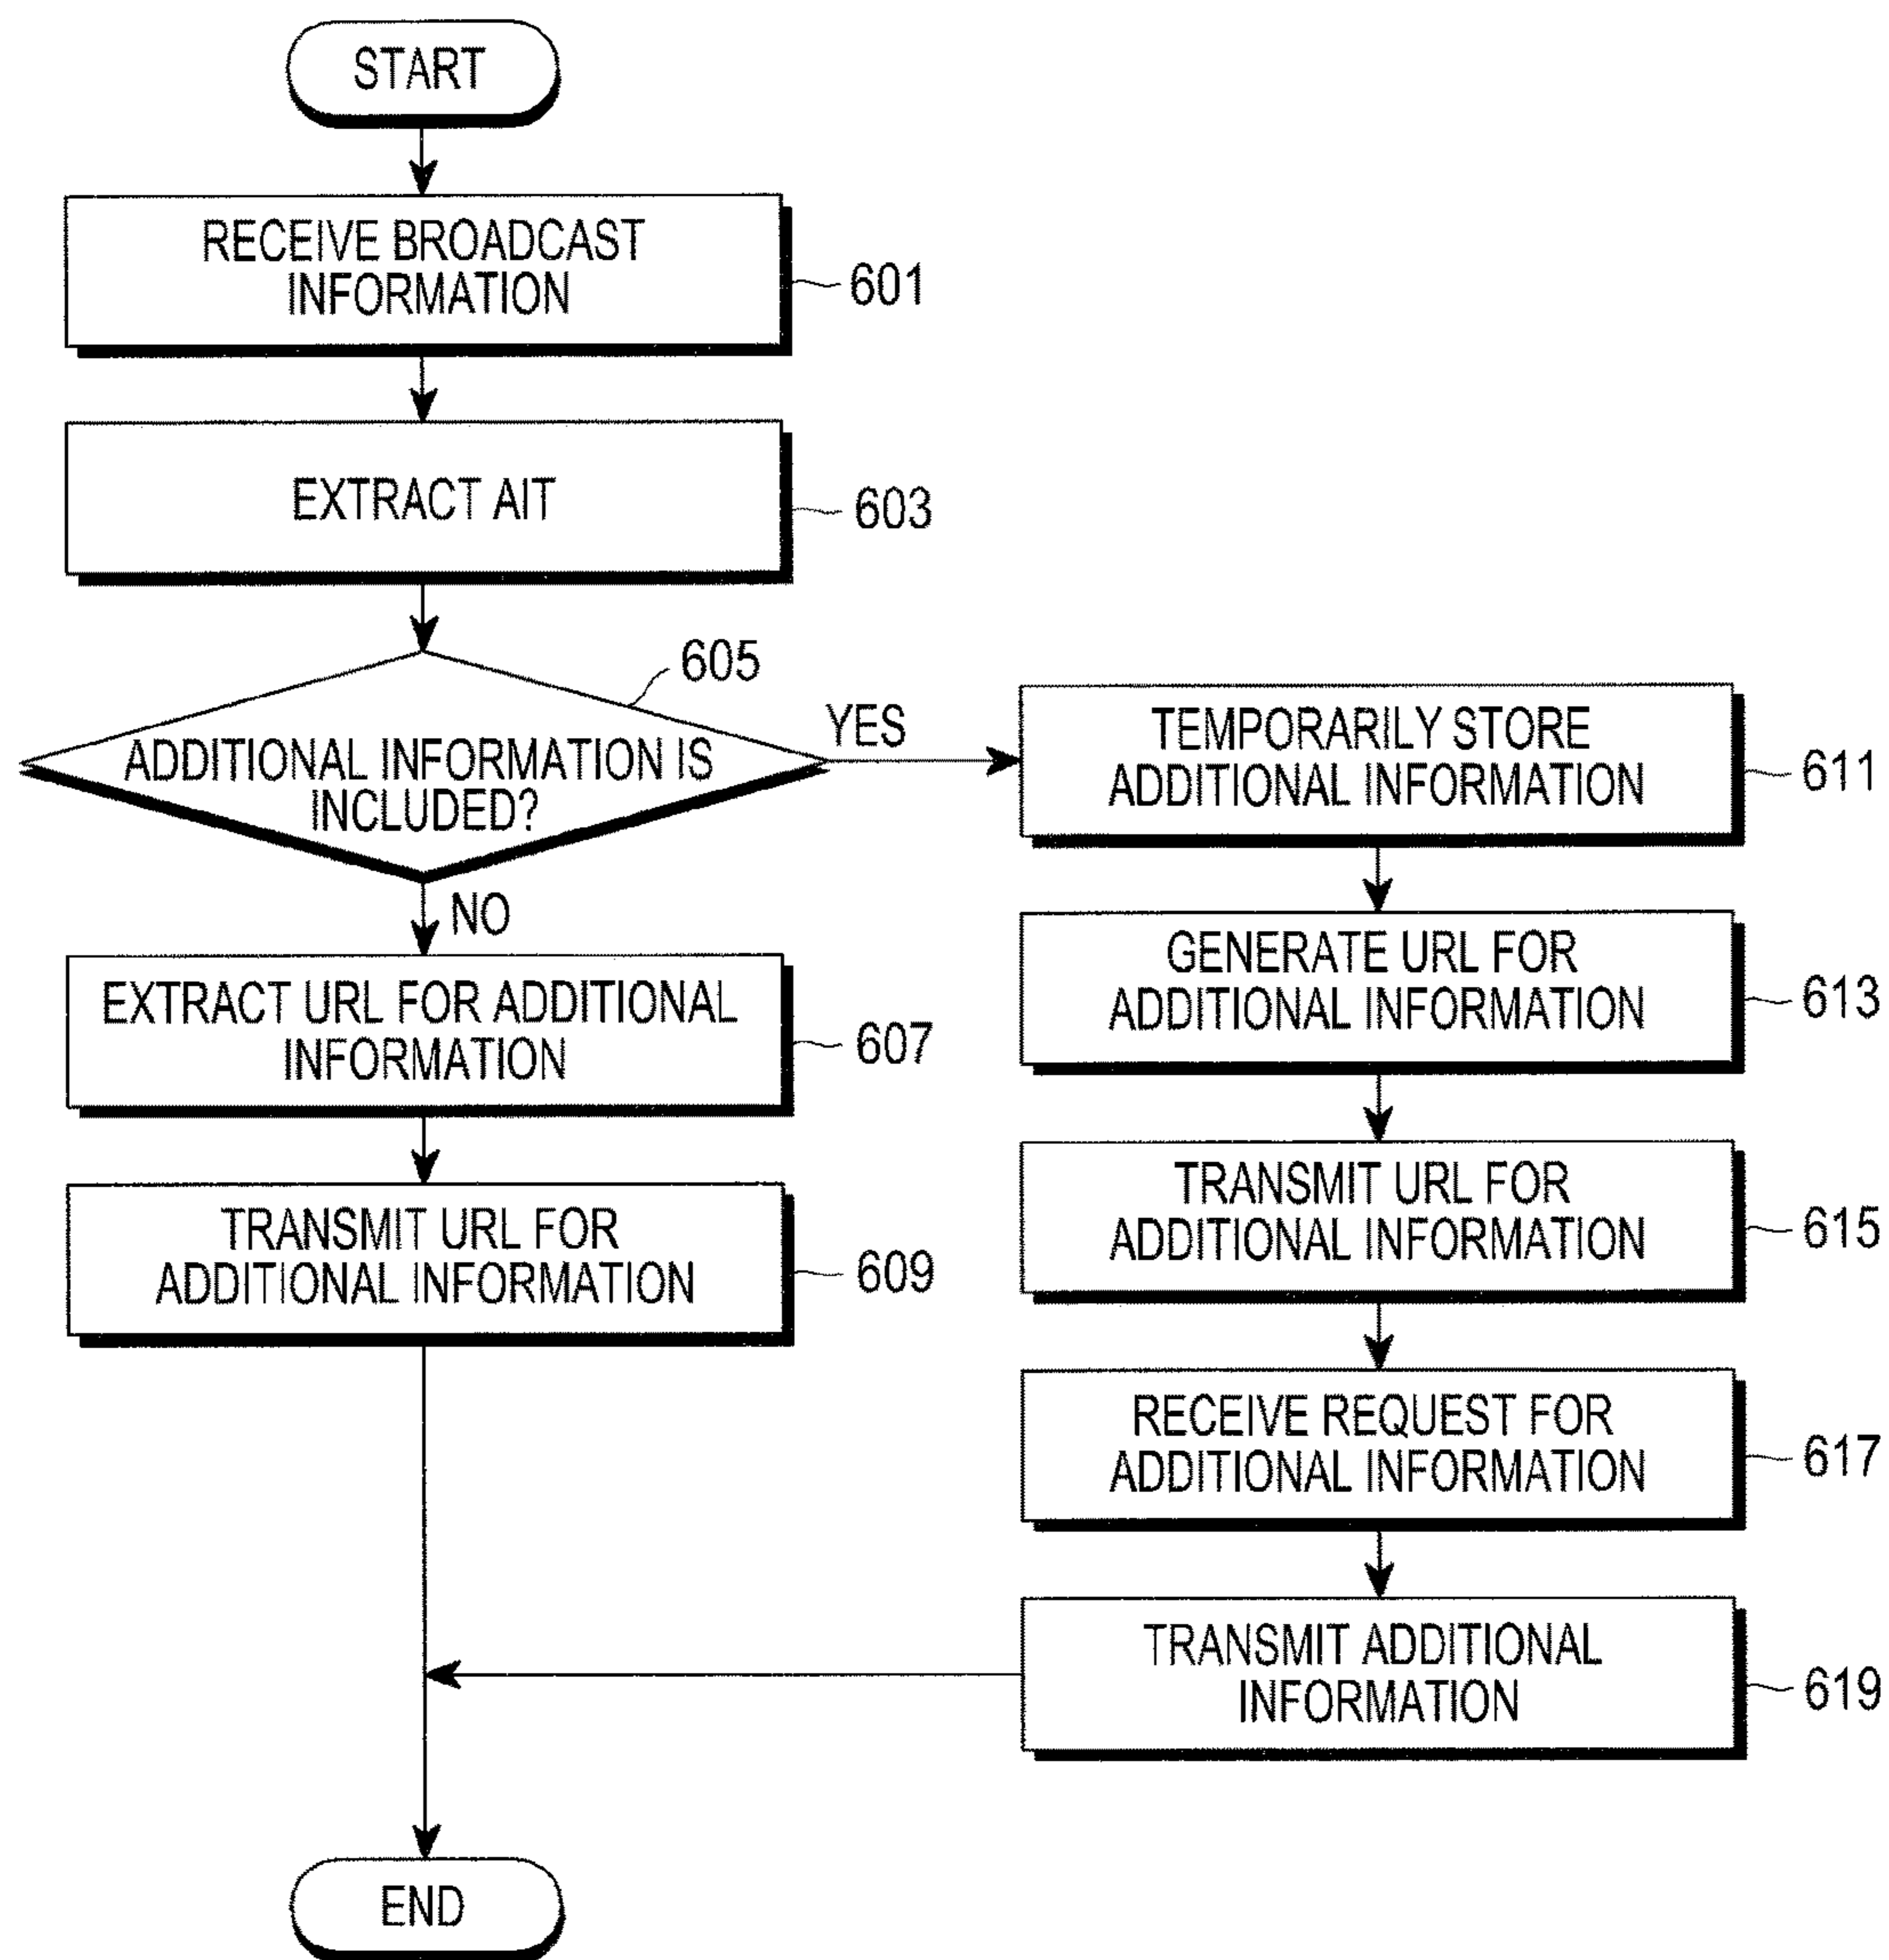 START
RECEIVE BROADCAST
INFORMATION
601
EXTRACT AIT
603
605
ADDITIONAL INFORMATION IS
INCLUDED?
YES
NO
EXTRACT URL FOR ADDITIONAL
INFORMATION
607
TRANSMIT URL FOR
ADDITIONAL INFORMATION
609
TEMPORARILY STORE
ADDITIONAL INFORMATION
611
GENERATE URL FOR
ADDITIONAL INFORMATION
613
TRANSMIT URL FOR
ADDITIONAL INFORMATION
615
RECEIVE REQUEST FOR
ADDITIONAL INFORMATION
617
TRANSMIT ADDITIONAL
INFORMATION
619
END